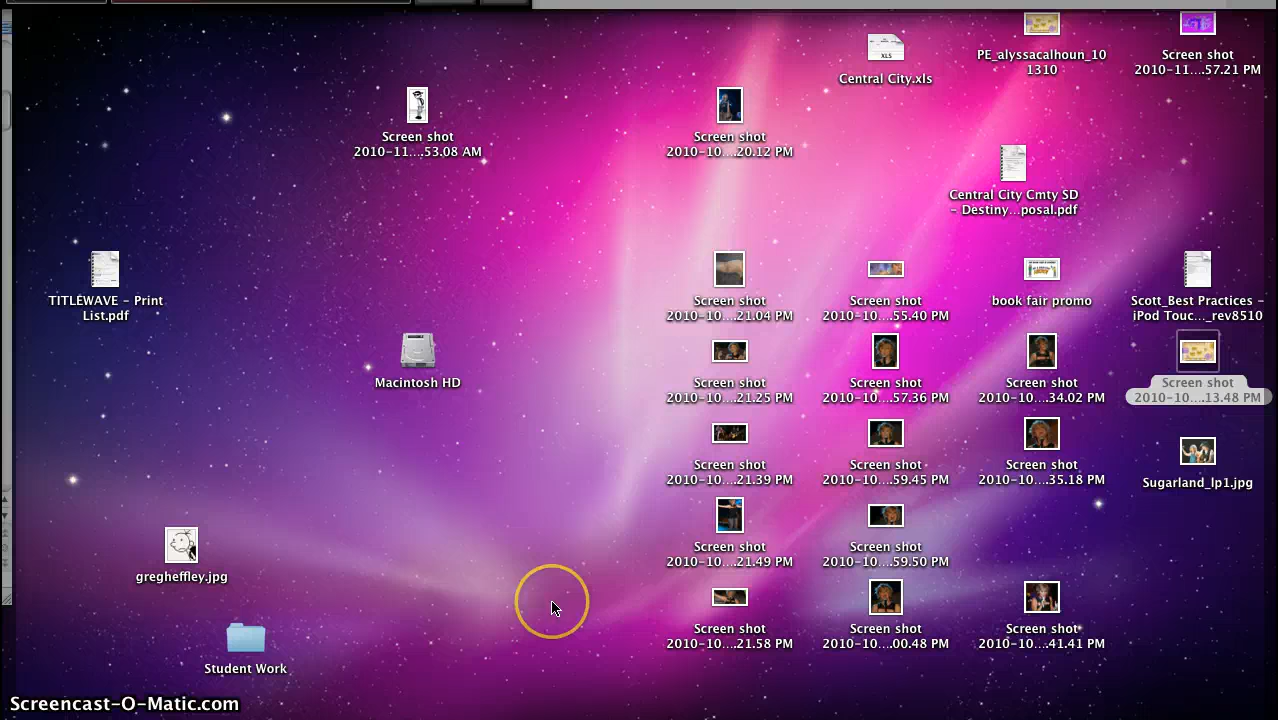 Central City.xls
XLS
PE_alyssacalhoun_10
1310
Screen shot
2010-11....57.21 PM
Screen shot
2010-11....53.08 AM
Screen shot
2010-10....20.12 PM
Central City Cmty SD
- Destiny...posal.pdf
TITLEWAVE - Print
List.pdf
Screen shot
2010-10....21.04 PM
Screen shot
2010-10....55.40 PM
book fair promo
Scott_Best Practices -
iPod Touc..._rev8510
Macintosh HD
Screen shot
2010-10....21.25 PM
Screen shot
2010-10....57.36 PM
Screen shot
2010-10....34.02 PM
Screen shot
2010-10....13.48 PM
Screen shot
2010-10....21.39 PM
Screen shot
2010-10....59.45 PM
Screen shot
2010-10....35.18 PM
Sugarland_lp1.jpg
gregheffley.jpg
Screen shot
2010-10....21.49 PM
Screen shot
2010-10....59.50 PM
Student Work
Screen shot
2010-10....21.58 PM
Screen shot
2010-10....00.48 PM
Screen shot
2010-10....41.41 PM
Screencast-O-Matic.com